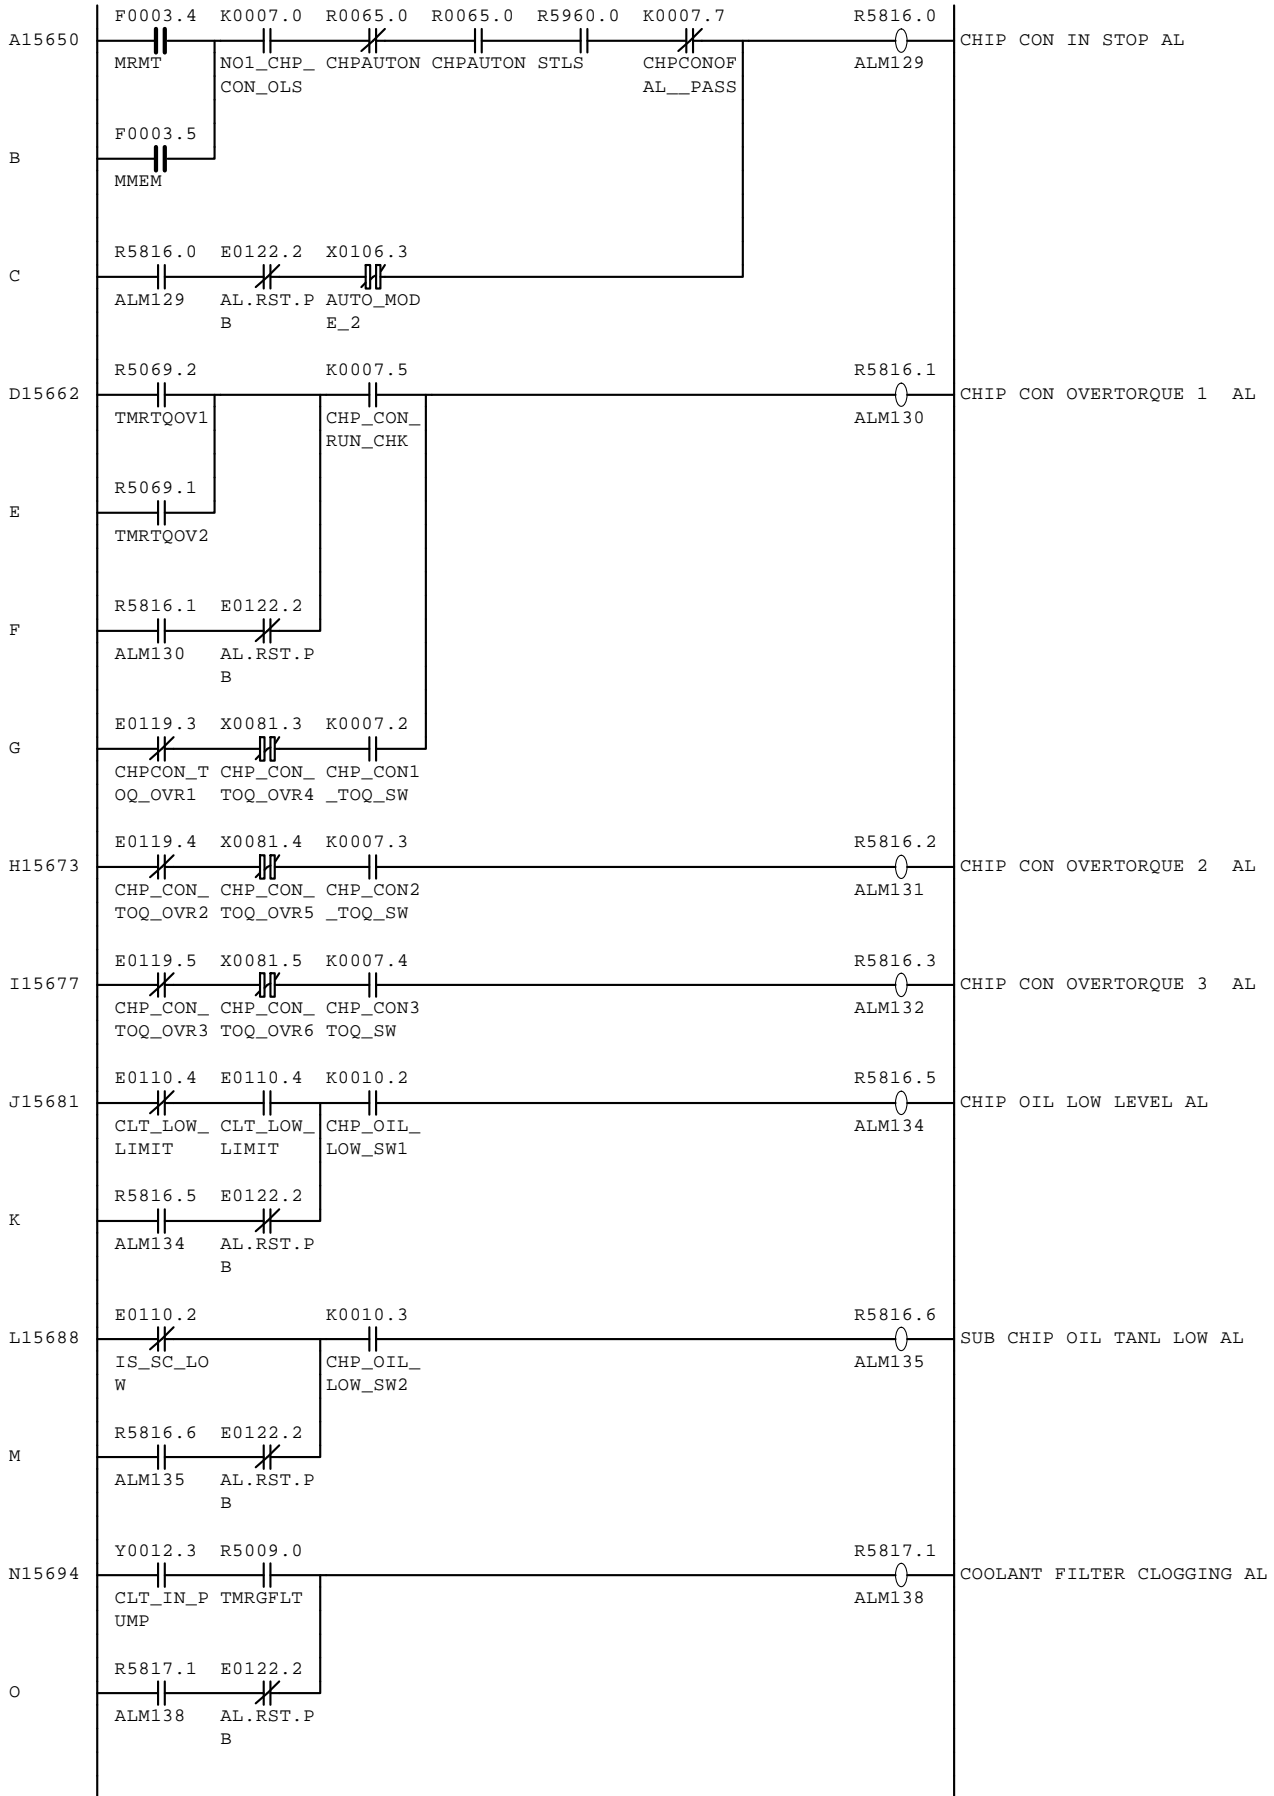 F0003.4 K0007.0 R0065.0 R0065.0 R5960.0 K0007.7 R5816.0
A15650 CHIP CON IN STOP AL
MRMT NO1_CHP_ CHPAUTON CHPAUTON STLS CHPCONOF ALM129
CON_OLS AL__PASS
F0003.5
B
MMEM
R5816.0 E0122.2 X0106.3
C
ALM129 AL.RST.P AUTO_MOD
B E_2
R5069.2 K0007.5 R5816.1
D15662 CHIP CON OVERTORQUE 1 AL
TMRTQOV1 CHP_CON_ ALM130
RUN_CHK
R5069.1
E
TMRTQOV2
R5816.1 E0122.2
F
ALM130 AL.RST.P
B
E0119.3 X0081.3 K0007.2
G
CHPCON_T CHP_CON_ CHP_CON1
OQ_OVR1 TOQ_OVR4 _TOQ_SW
E0119.4 X0081.4 K0007.3 R5816.2
H15673 CHIP CON OVERTORQUE 2 AL
CHP_CON_ CHP_CON_ CHP_CON2 ALM131
TOQ_OVR2 TOQ_OVR5 _TOQ_SW
E0119.5 X0081.5 K0007.4 R5816.3
I15677 CHIP CON OVERTORQUE 3 AL
CHP_CON_ CHP_CON_ CHP_CON3 ALM132
TOQ_OVR3 TOQ_OVR6 TOQ_SW
E0110.4 E0110.4 K0010.2 R5816.5
J15681 CHIP OIL LOW LEVEL AL
CLT_LOW_ CLT_LOW_ CHP_OIL_ ALM134
LIMIT LIMIT LOW_SW1
R5816.5 E0122.2
K
ALM134 AL.RST.P
B
E0110.2 K0010.3 R5816.6
L15688 SUB CHIP OIL TANL LOW AL
IS_SC_LO CHP_OIL_ ALM135
W LOW_SW2
R5816.6 E0122.2
M
ALM135 AL.RST.P
B
Y0012.3 R5009.0 R5817.1
N15694 COOLANT FILTER CLOGGING AL
CLT_IN_P TMRGFLT ALM138
UMP
R5817.1 E0122.2
O
ALM138 AL.RST.P
B